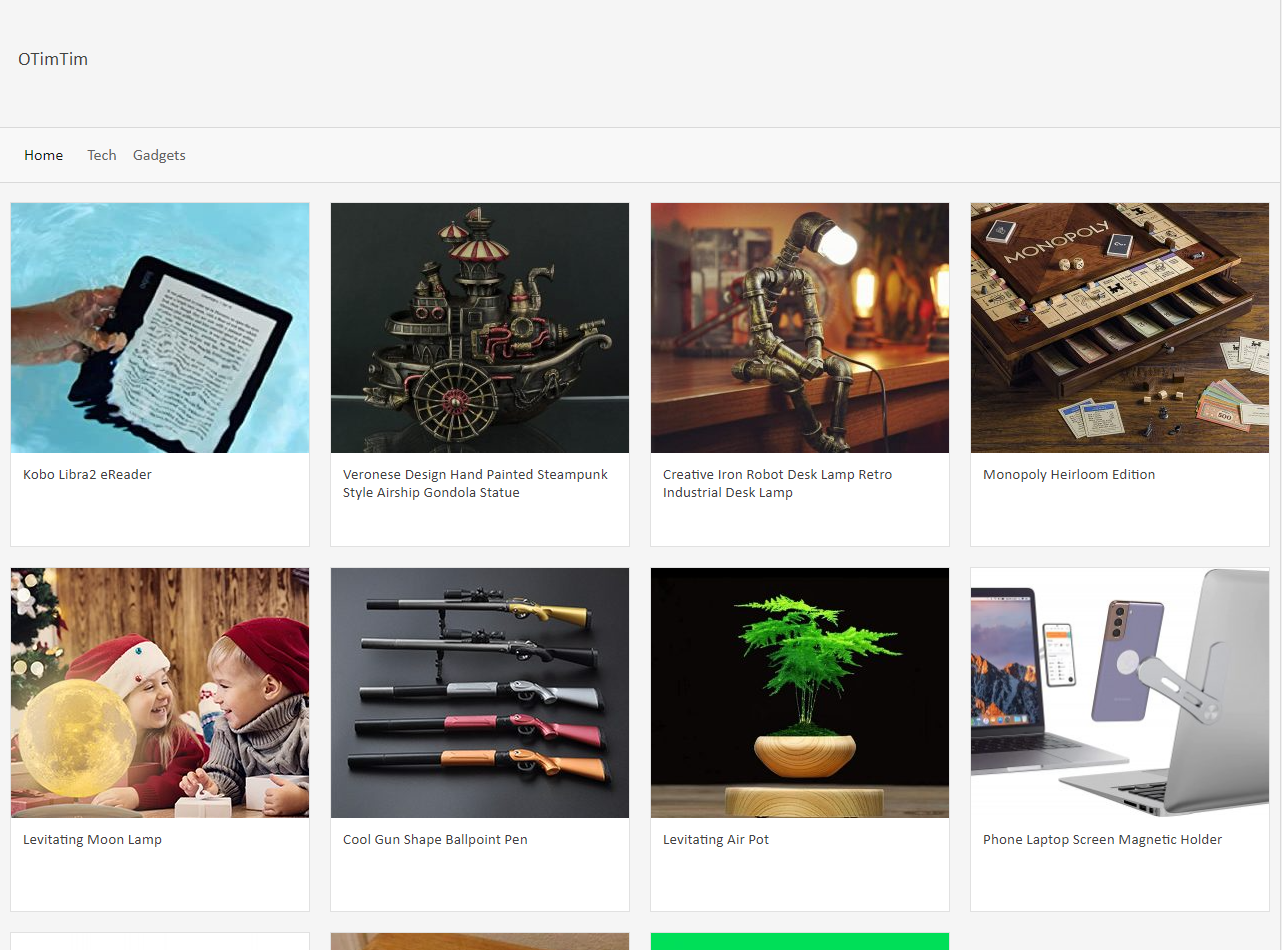 OTimTim
Home
Tech
Gadgets
MONOPOLY
500
Kobo Libra2 eReader
Veronese Design Hand Painted Steampunk
Style Airship Gondola Statue
Creative Iron Robot Desk Lamp Retro
Industrial Desk Lamp
Monopoly Heirloom Edition
Levitating Moon Lamp
Cool Gun Shape Ballpoint Pen
Levitating Air Pot
Phone Laptop Screen Magnetic Holder